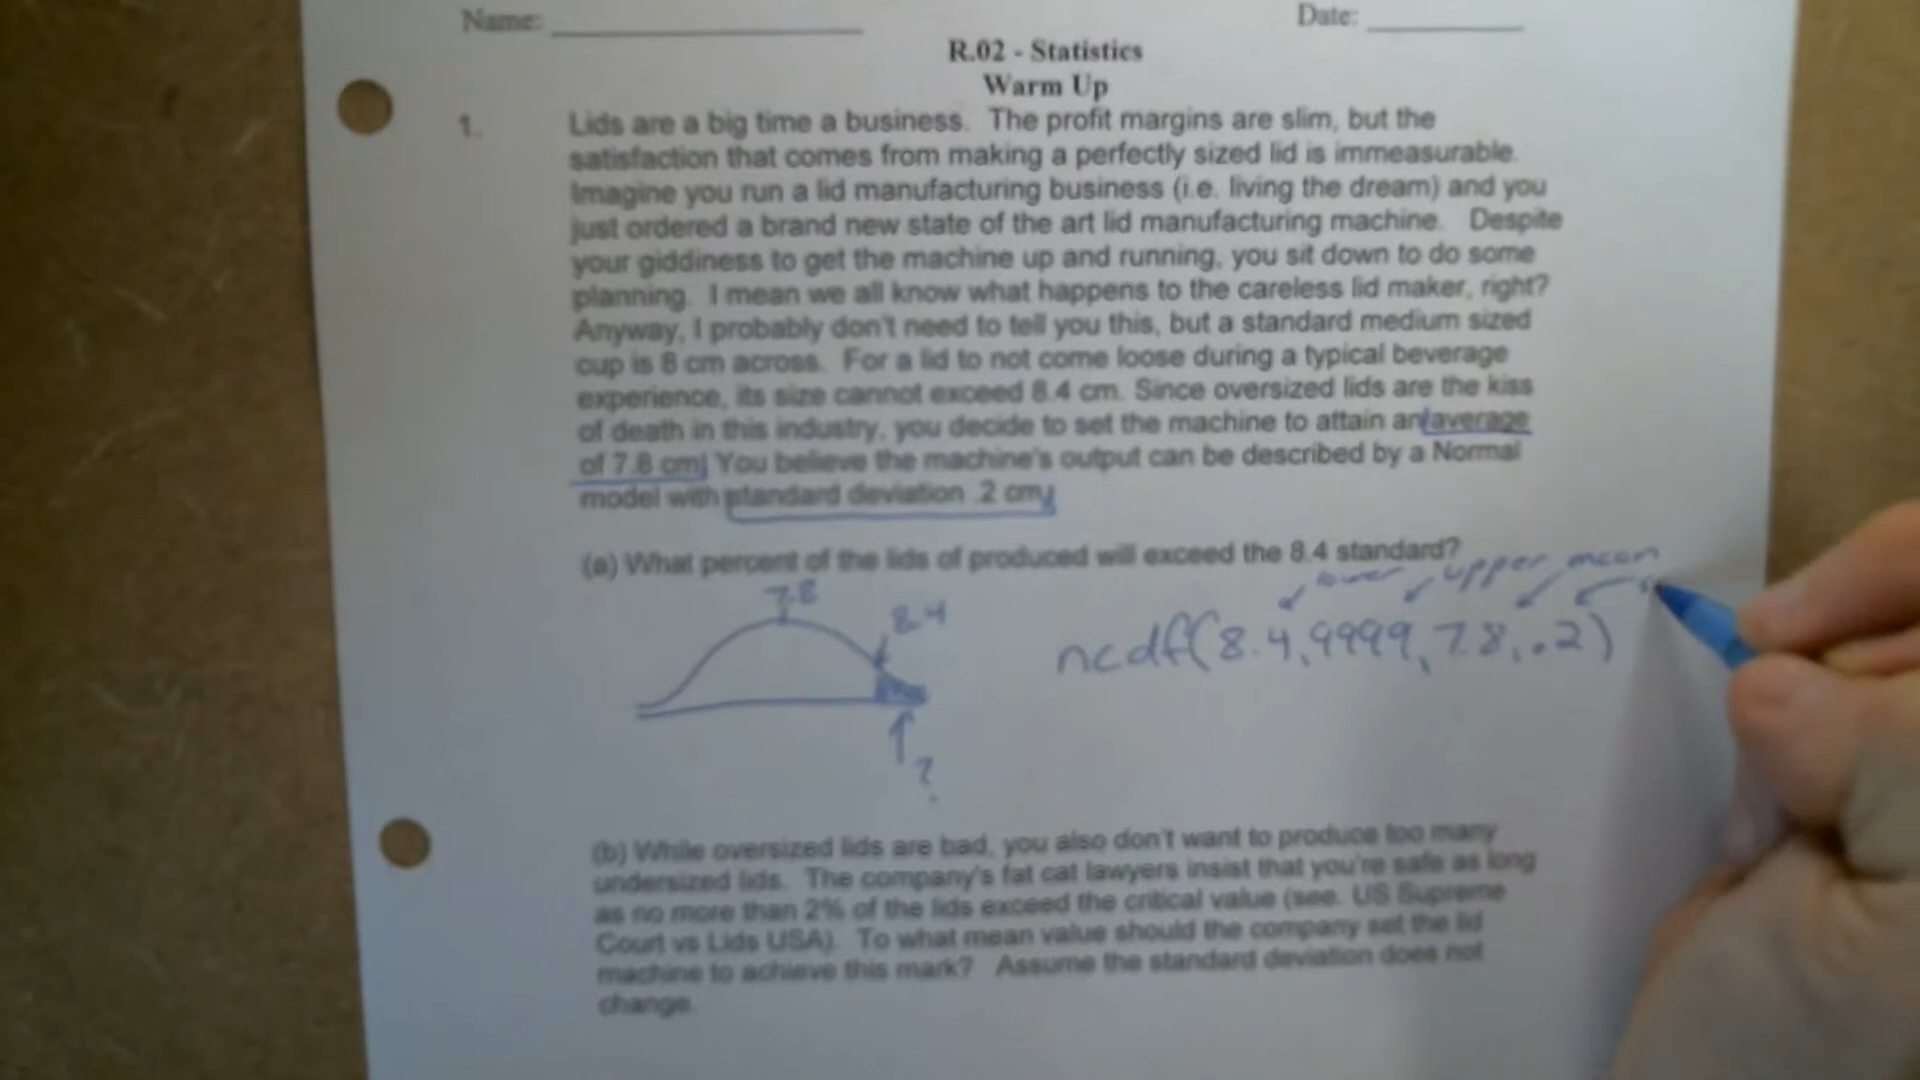 Name: Date:
R.02 - Statistics
Warm Up
1. Lids are a big time a business. The profit margins are slim, but the
satisfaction that comes from making a perfectly sized lid is immeasurable.
Imagine you run a lid manufacturing business (i.e. living the dream) and you
just ordered a brand new state of the art lid manufacturing machine. Despite
your giddiness to get the machine up and running, you sit down to do some
planning. I mean we all know what happens to the careless lid maker, right?
Anyway, I probably don't need to tell you this, but a standard medium sized
cup is 8 cm across. For a lid to not come loose during a typical beverage
experience, its size cannot exceed 8.4 cm. Since oversized lids are the kiss
of death in this industry, you decide to set the machine to attain an average
of 7.8 cm. You believe the machine's output can be described by a Normal
model with standard deviation .2 cm.
(a) What percent of the lids of produced will exceed the 8.4 standard?
lower upper mean
7.8
8.4
ncdf(8.4, 9999, 7.8, .2)
?
(b) While oversized lids are bad, you also don't want to produce too many
undersized lids. The company's fat cat lawyers insist that you're safe as long
as no more than 2% of the lids exceed the critical value (see. US Supreme
Court vs Lids USA). To what mean value should the company set the lid
machine to achieve this mark? Assume the standard deviation does not
change.